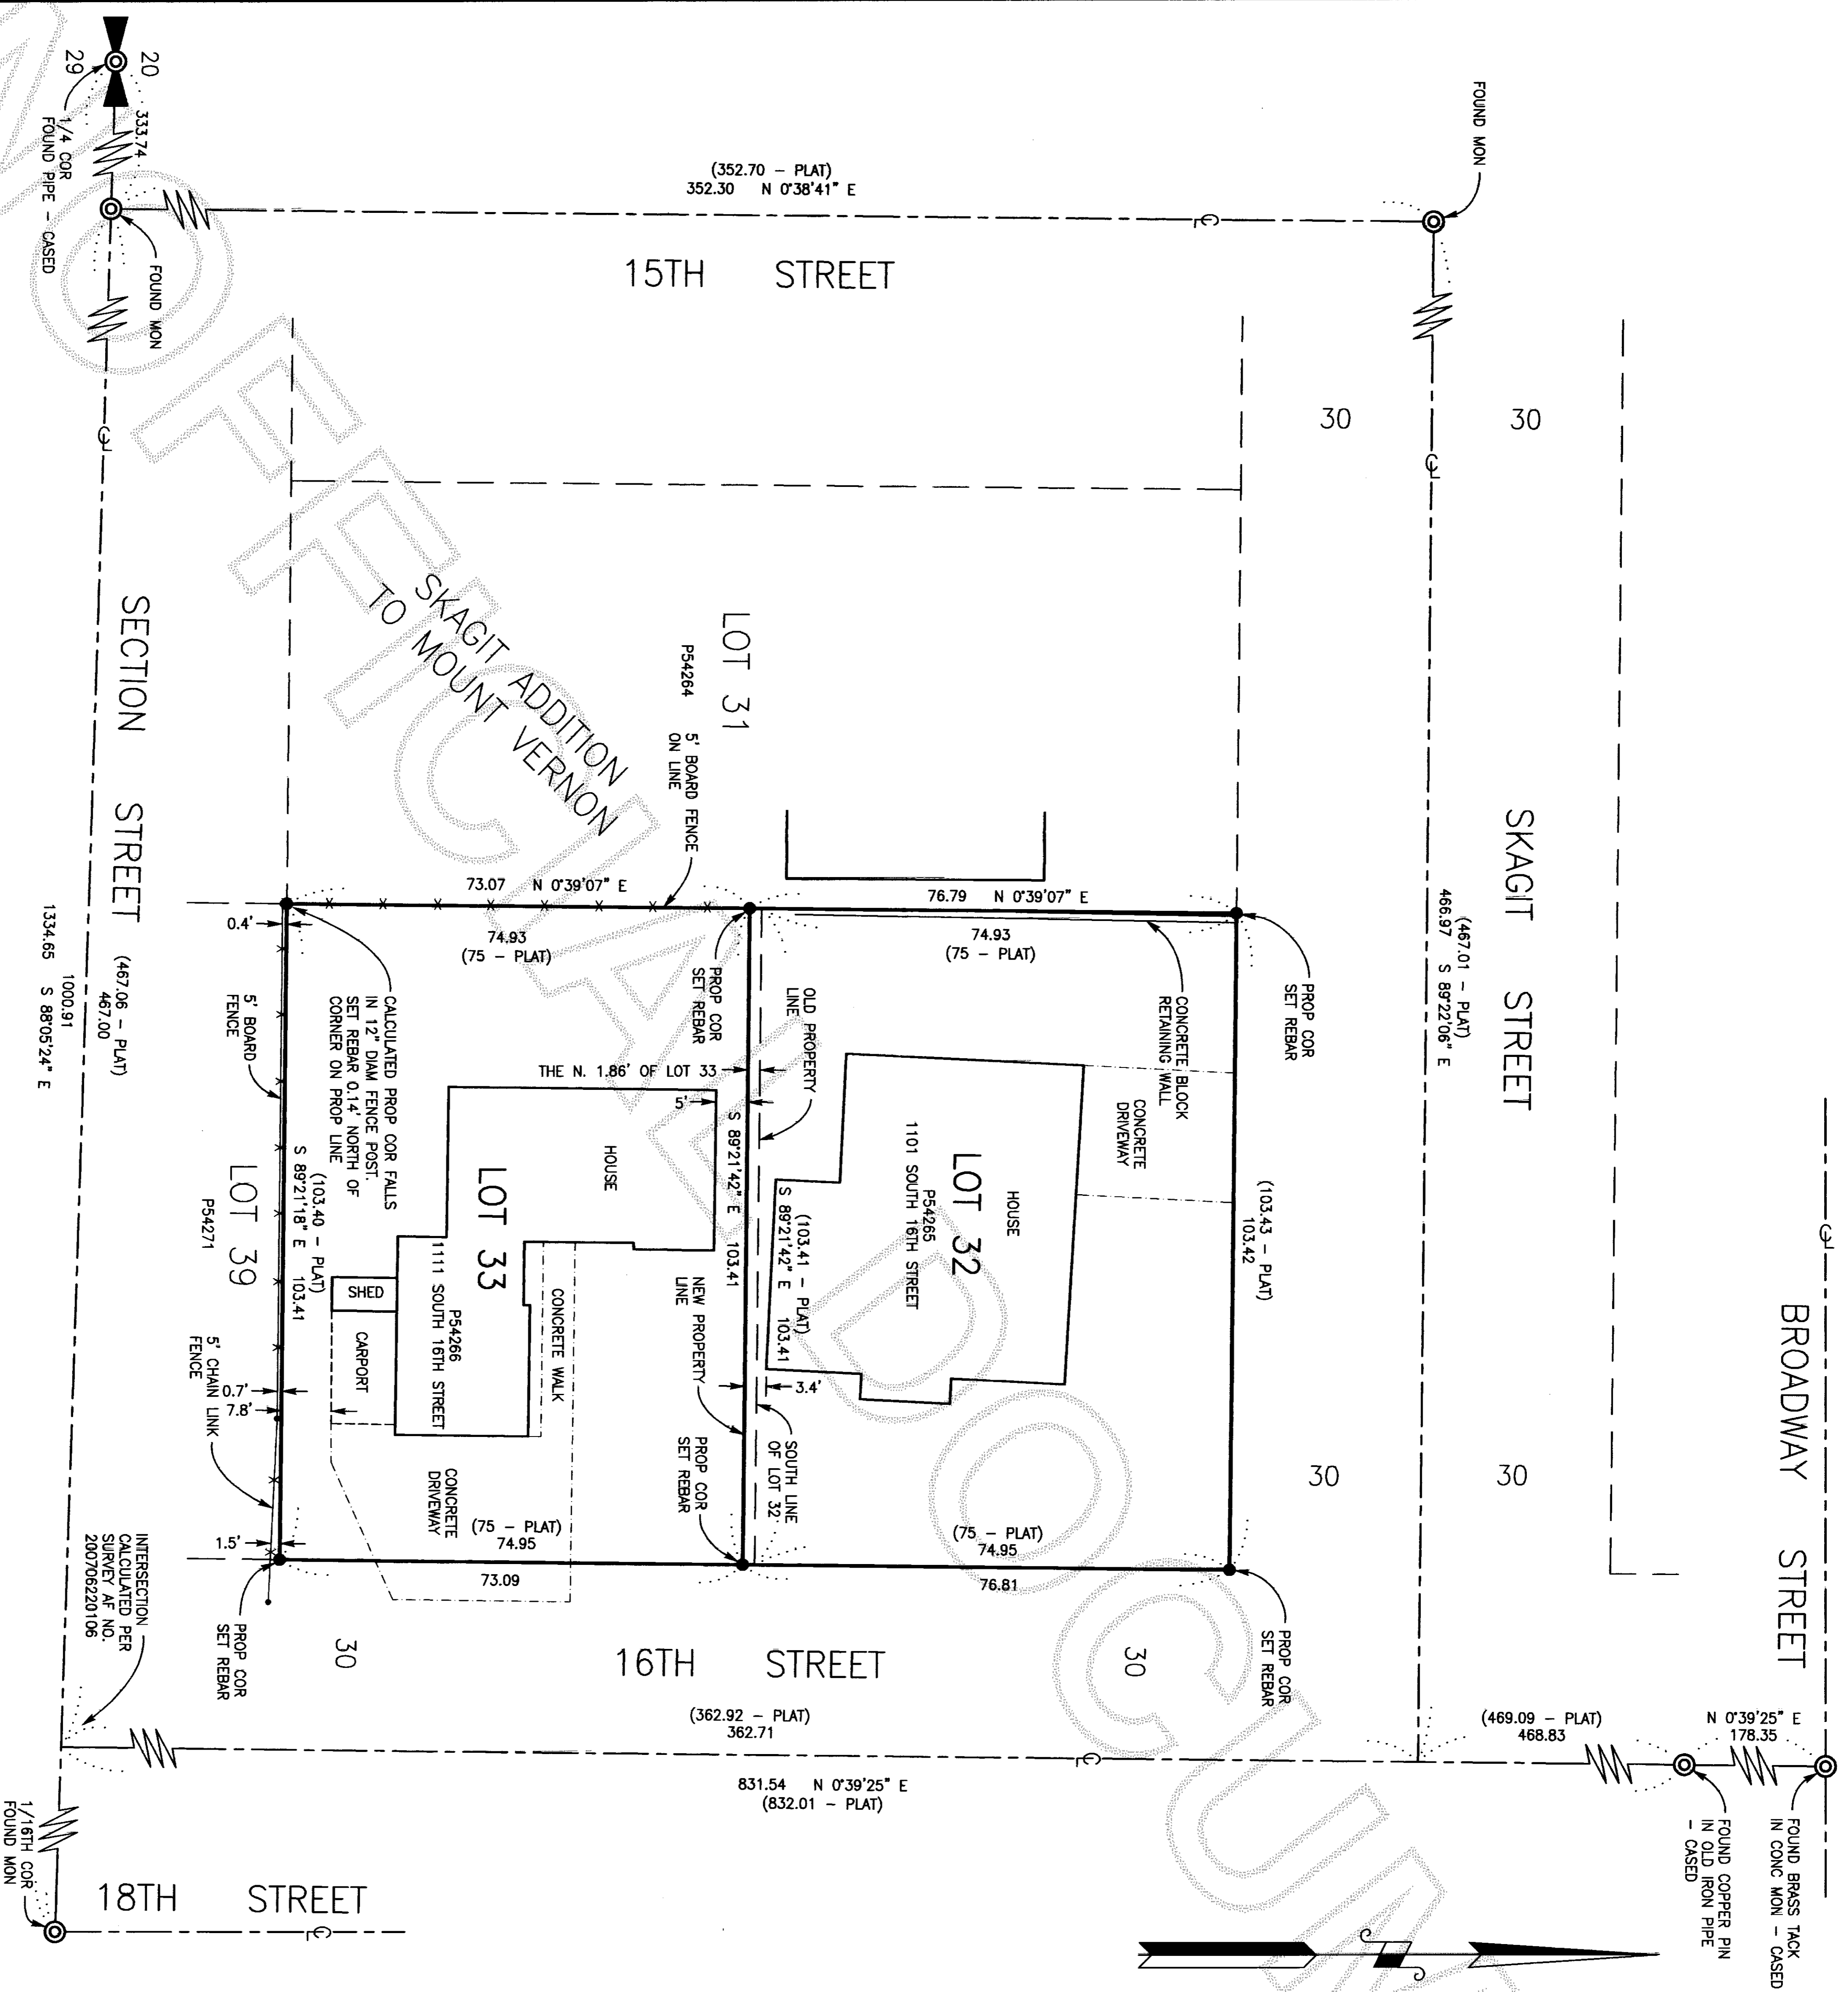 20
29
333.74
1/4 COR
FOUND PIPE - CASED
FOUND MON
(352.70 - PLAT)
352.30 N 0°38'41" E
15TH STREET
FOUND MON
30
30
SKAGIT STREET
(467.01 - PLAT)
466.97 S 89°22'06" E
BROADWAY STREET
SKAGIT ADDITION
TO MOUNT VERNON
LOT 31
P54264
5' BOARD FENCE
ON LINE
SECTION STREET
(467.06 - PLAT)
467.00
1000.91
1334.65 S 88°05'24" E
73.07 N 0°39'07" E
76.79 N 0°39'07" E
0.4'
74.93
(75 - PLAT)
74.93
(75 - PLAT)
PROP COR
SET REBAR
PROP COR
SET REBAR
CALCULATED PROP COR FALLS
IN 12" DIAM FENCE POST.
SET REBAR 0.14' NORTH OF
CORNER ON PROP LINE
5' BOARD
FENCE
OLD PROPERTY
LINE
CONCRETE BLOCK
RETAINING WALL
THE N. 1.86' OF LOT 33
5'
CONCRETE
DRIVEWAY
S 89°21'42" E 103.41
(103.41 - PLAT)
S 89°21'42" E 103.41
HOUSE
LOT 32
P54265
1101 SOUTH 16TH STREET
(103.43 - PLAT)
103.42
HOUSE
LOT 33
P54266
1111 SOUTH 16TH STREET
(103.40 - PLAT)
S 89°21'18" E 103.41
LOT 39
P54271
SHED
CARPORT
CONCRETE WALK
NEW PROPERTY
LINE
3.4'
5' CHAIN LINK
FENCE
0.7'
7.8'
SOUTH LINE
OF LOT 32
PROP COR
SET REBAR
CONCRETE
DRIVEWAY
(75 - PLAT)
74.95
(75 - PLAT)
74.95
1.5'
73.09
76.81
30
30
INTERSECTION
CALCULATED PER
SURVEY AF NO.
200706220106
PROP COR
SET REBAR
30
16TH STREET
30
PROP COR
SET REBAR
(362.92 - PLAT)
362.71
(469.09 - PLAT)
468.83
N 0°39'25" E
178.35
831.54 N 0°39'25" E
(832.01 - PLAT)
1/16TH COR
FOUND MON
18TH STREET
FOUND COPPER PIN
IN OLD IRON PIPE
- CASED
FOUND BRASS TACK
IN CONC MON - CASED
OFFICIAL DOCUM